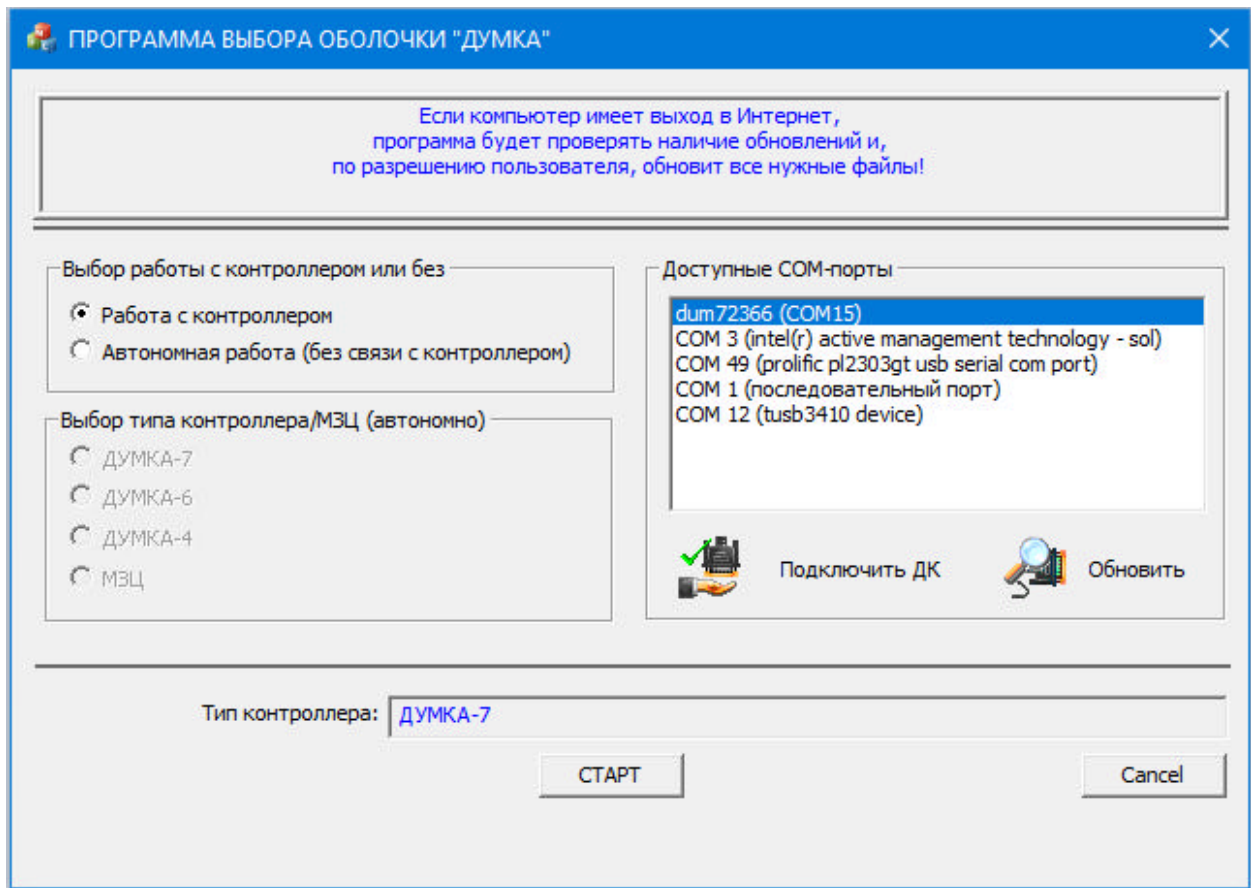 ПРОГРАММА ВЫБОРА ОБОЛОЧКИ "ДУМКА"
Если компьютер имеет выход в Интернет,
программа будет проверять наличие обновлений и,
по разрешению пользователя, обновит все нужные файлы!
Выбор работы с контроллером или без
Работа с контроллером
Автономная работа (без связи с контроллером)
Выбор типа контроллера/МЗЦ (автономно)
ДУМКА-7
ДУМКА-6
ДУМКА-4
МЗЦ
Доступные COM-порты
dum72366 (COM15)
COM 3 (intel(r) active management technology - sol)
COM 49 (prolific pl2303gt usb serial com port)
COM 1 (последовательный порт)
COM 12 (tusb3410 device)
Подключить ДК
Обновить
Тип контроллера:
ДУМКА-7
СТАРТ
Cancel